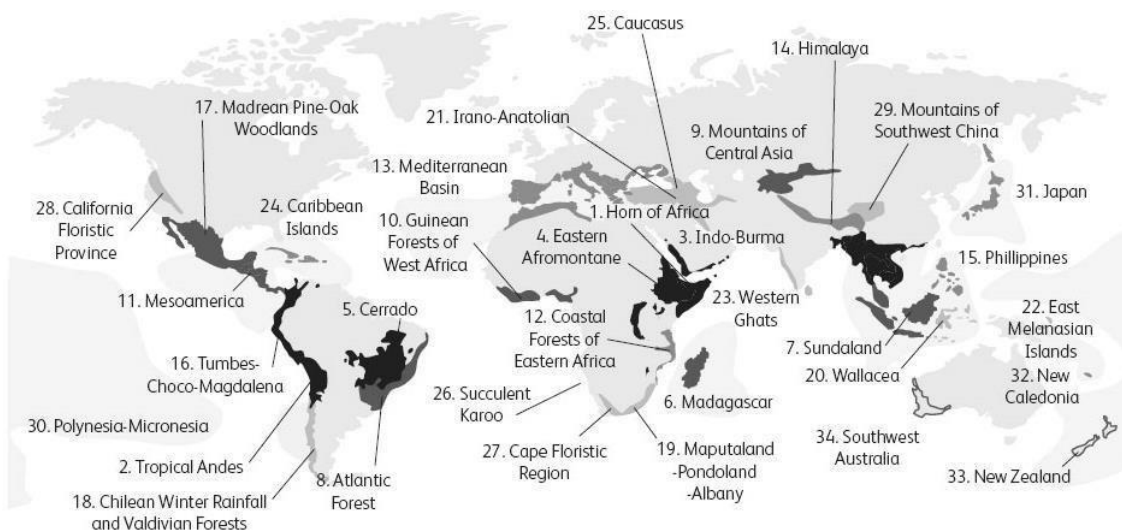 25. Caucasus
14. Himalaya
17. Madrean Pine-Oak
Woodlands
21. Irano-Anatolian
9. Mountains of
Central Asia
29. Mountains of
Southwest China
13. Mediterranean
Basin
31. Japan
28. California
Floristic
Province
24. Caribbean
Islands
10. Guinean
Forests of
West Africa
1. Horn of Africa
4. Eastern
Afromontane
3. Indo-Burma
15. Phillippines
11. Mesoamerica
5. Cerrado
12. Coastal
Forests of
Eastern Africa
23. Western
Ghats
22. East
Melanasian
Islands
7. Sundaland
16. Tumbes-
Choco-Magdalena
20. Wallacea
32. New
Caledonia
26. Succulent
Karoo
6. Madagascar
30. Polynesia-Micronesia
34. Southwest
Australia
27. Cape Floristic
Region
19. Maputaland
-Pondoland
-Albany
2. Tropical Andes
33. New Zealand
8. Atlantic
Forest
18. Chilean Winter Rainfall
and Valdivian Forests